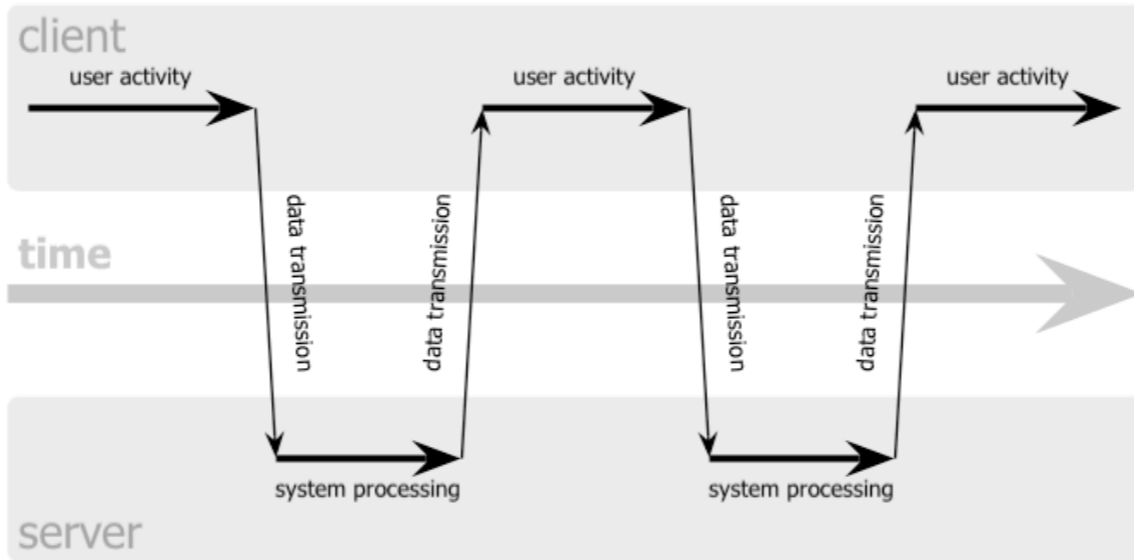 client
user activity
user activity
user activity
data transmission
data transmission
data transmission
data transmission
time
system processing
system processing
server